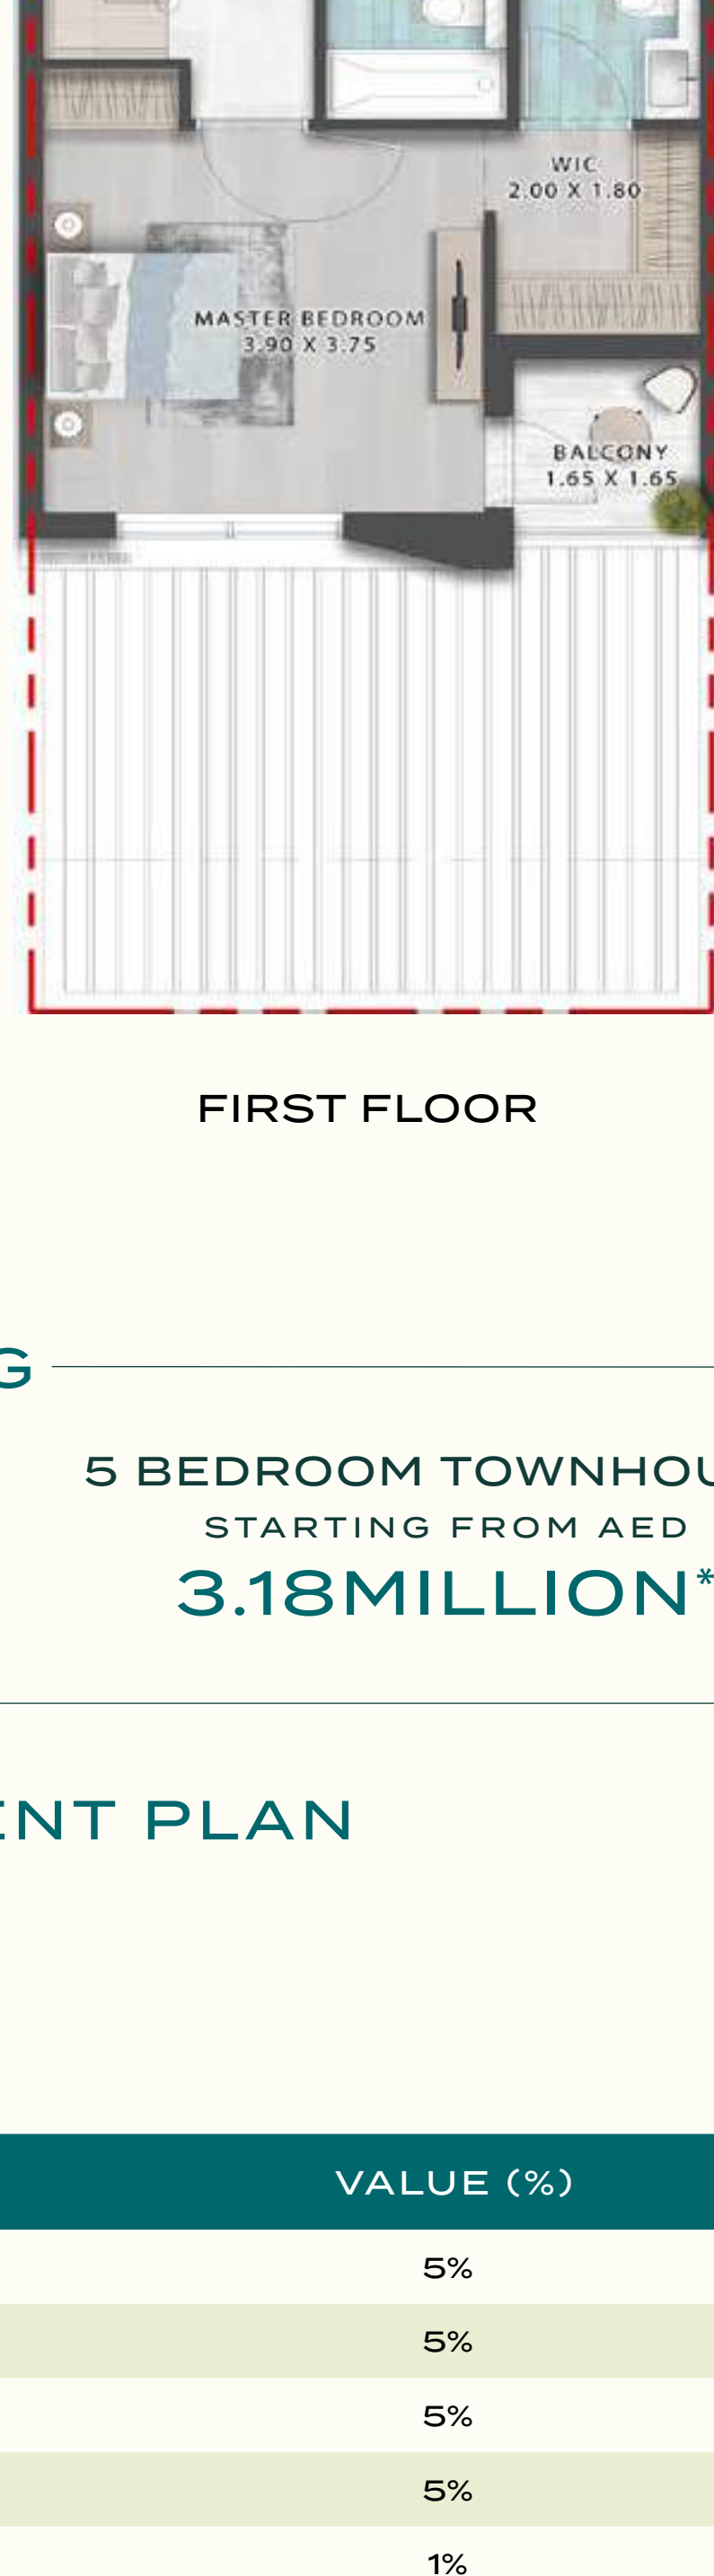 WIC
2.00 X 1.80
MASTER BEDROOM
3.90 X 3.75
BALCONY
1.65 X 1.65
FIRST FLOOR
G
5 BEDROOM TOWNHOU
STARTING FROM AED
3.18MILLION*
ENT PLAN
VALUE (%)
5%
5%
5%
5%
1%